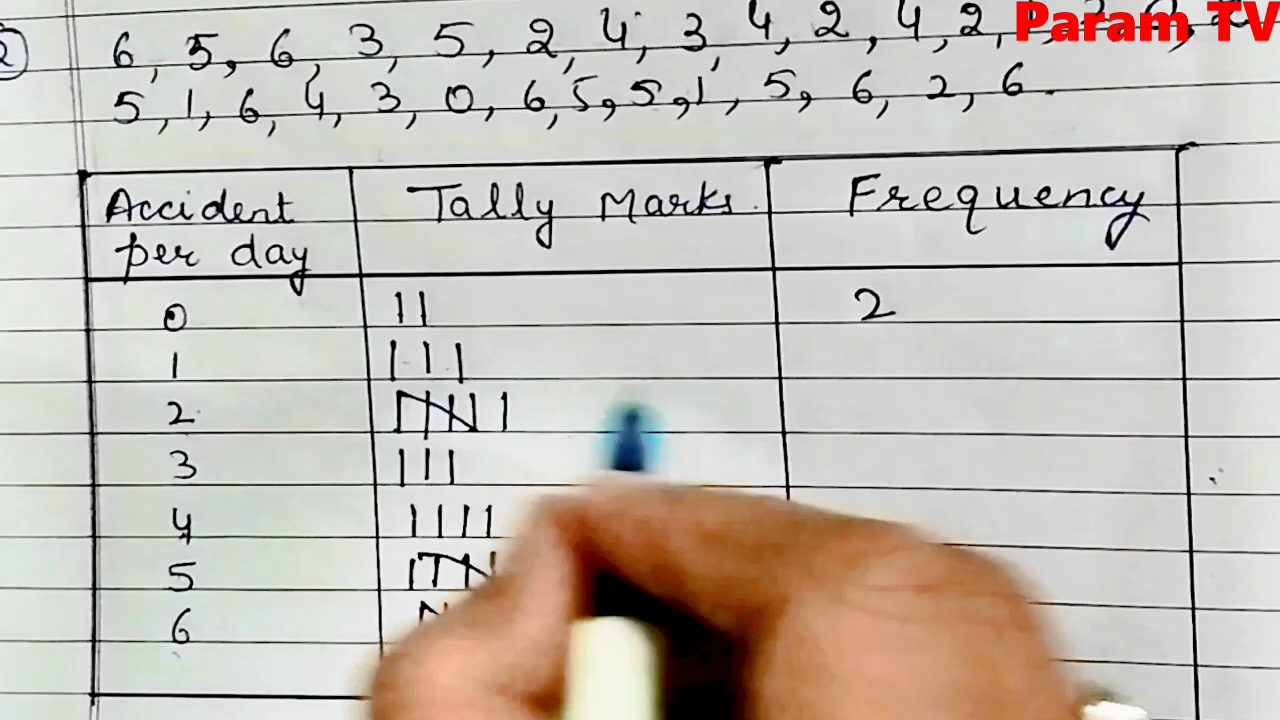 Param TV
2
6, 5, 6, 3, 5, 2, 4, 3, 4, 2, 4, 2,
5, 1, 6, 4, 3, 0, 6, 5, 5, 1, 5, 6, 2, 6.
Accident per day Tally Marks Frequency
0 || 2
1 |||
2 |||| |
3 |||
4 ||||
5
6